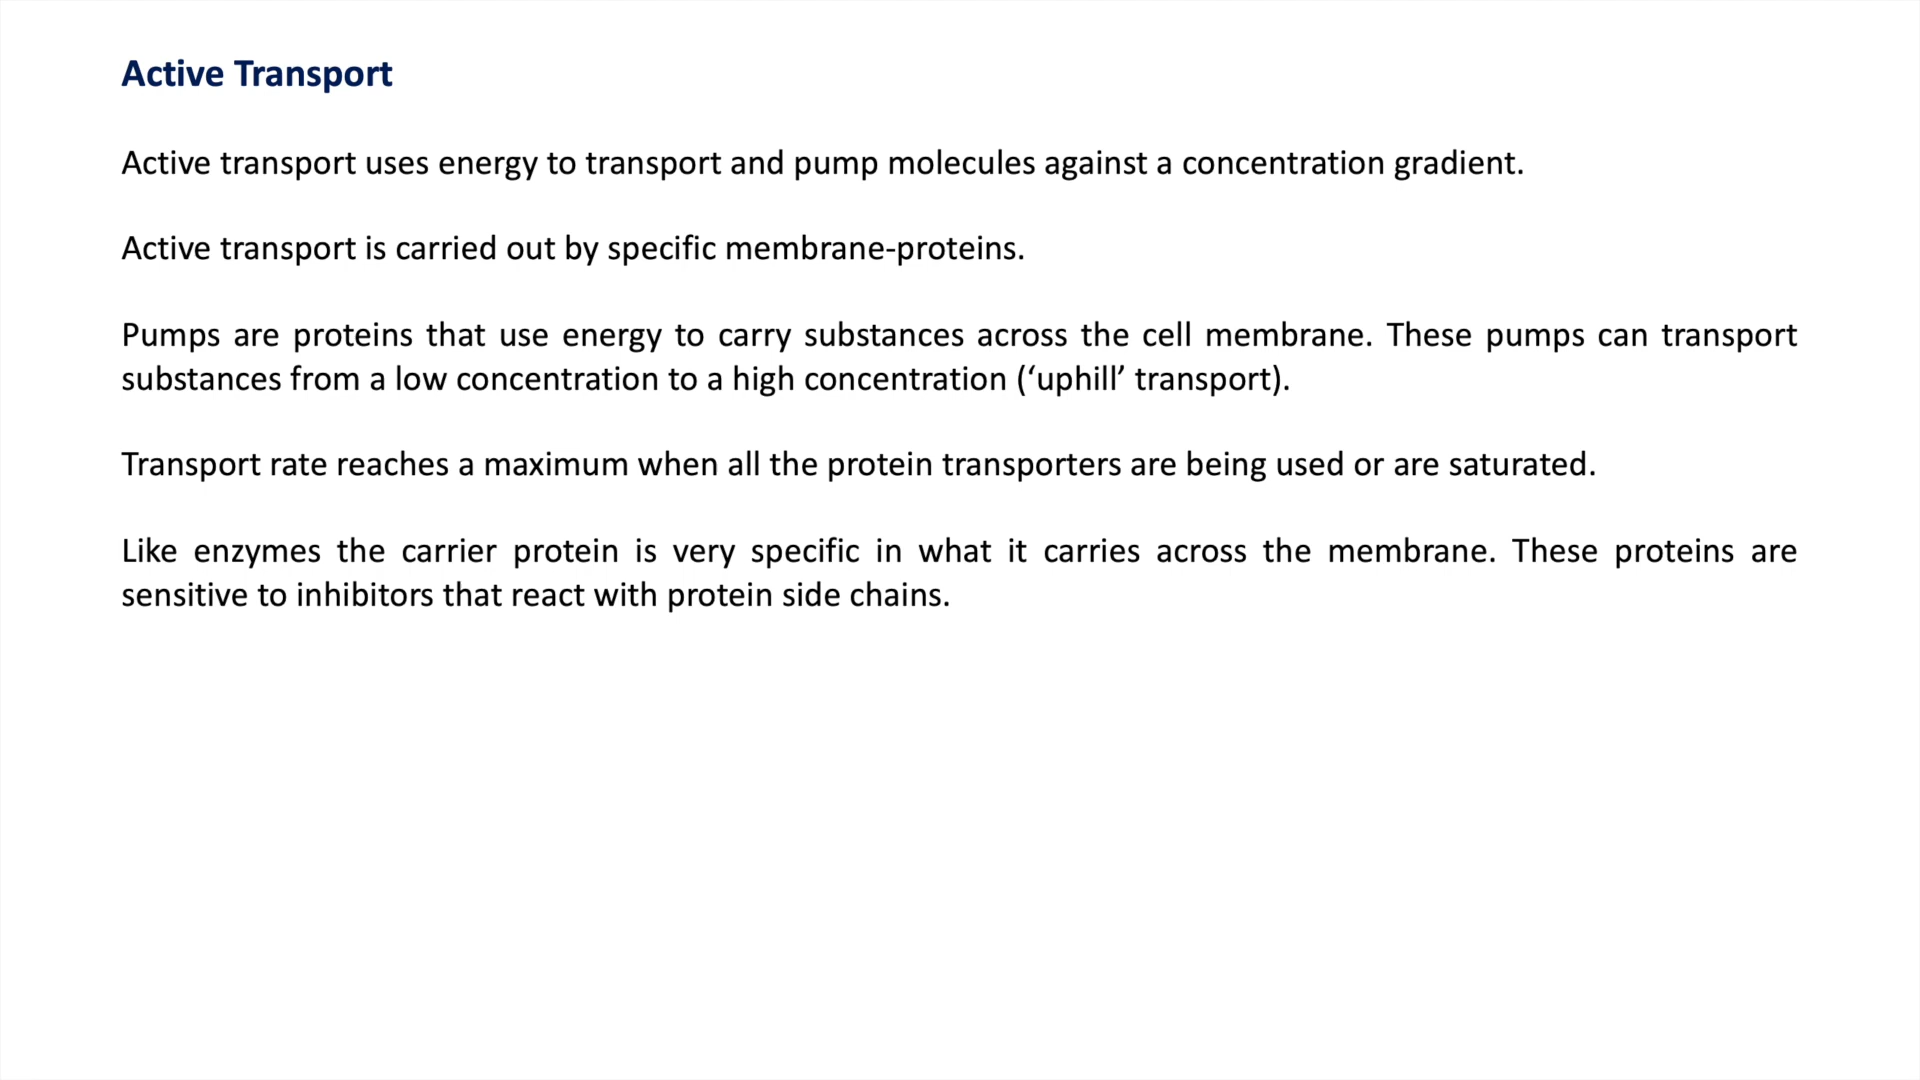 Active Transport
Active transport uses energy to transport and pump molecules against a concentration gradient.
Active transport is carried out by specific membrane-proteins.
Pumps are proteins that use energy to carry substances across the cell membrane. These pumps can transport
substances from a low concentration to a high concentration (‘uphill’ transport).
Transport rate reaches a maximum when all the protein transporters are being used or are saturated.
Like enzymes the carrier protein is very specific in what it carries across the membrane. These proteins are
sensitive to inhibitors that react with protein side chains.